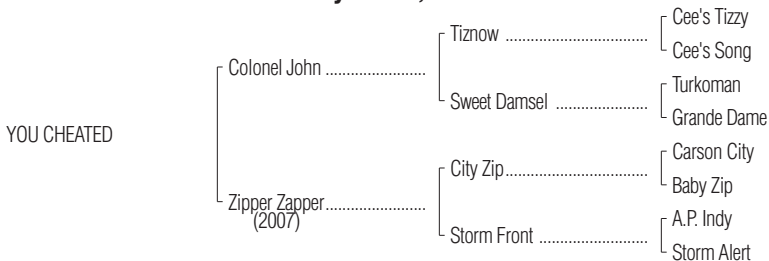 Cee's Tizzy
Tiznow ................................
Cee's Song
Colonel John .......................
Turkoman
Sweet Damsel .....................
Grande Dame
YOU CHEATED
Carson City
City Zip................................
Baby Zip
Zipper Zapper.......................
(2007)
A.P. Indy
Storm Front .........................
Storm Alert